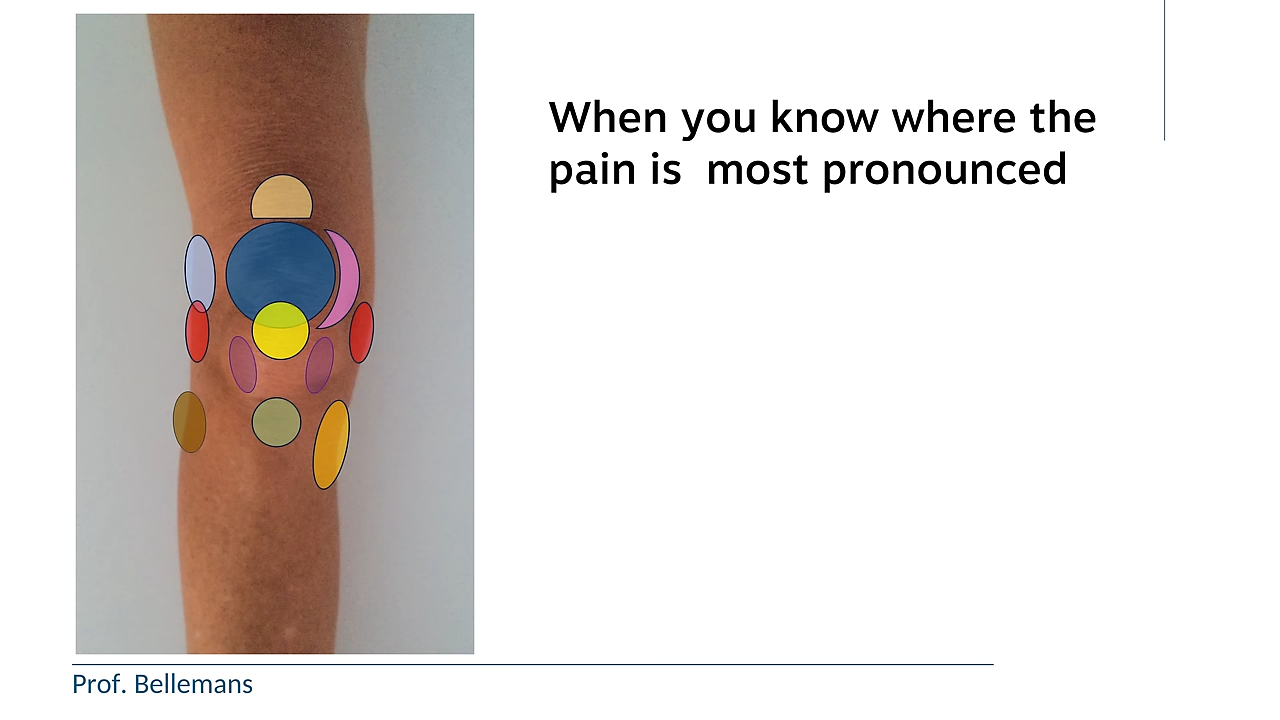 When you know where the
pain is  most pronounced
Prof. Bellemans